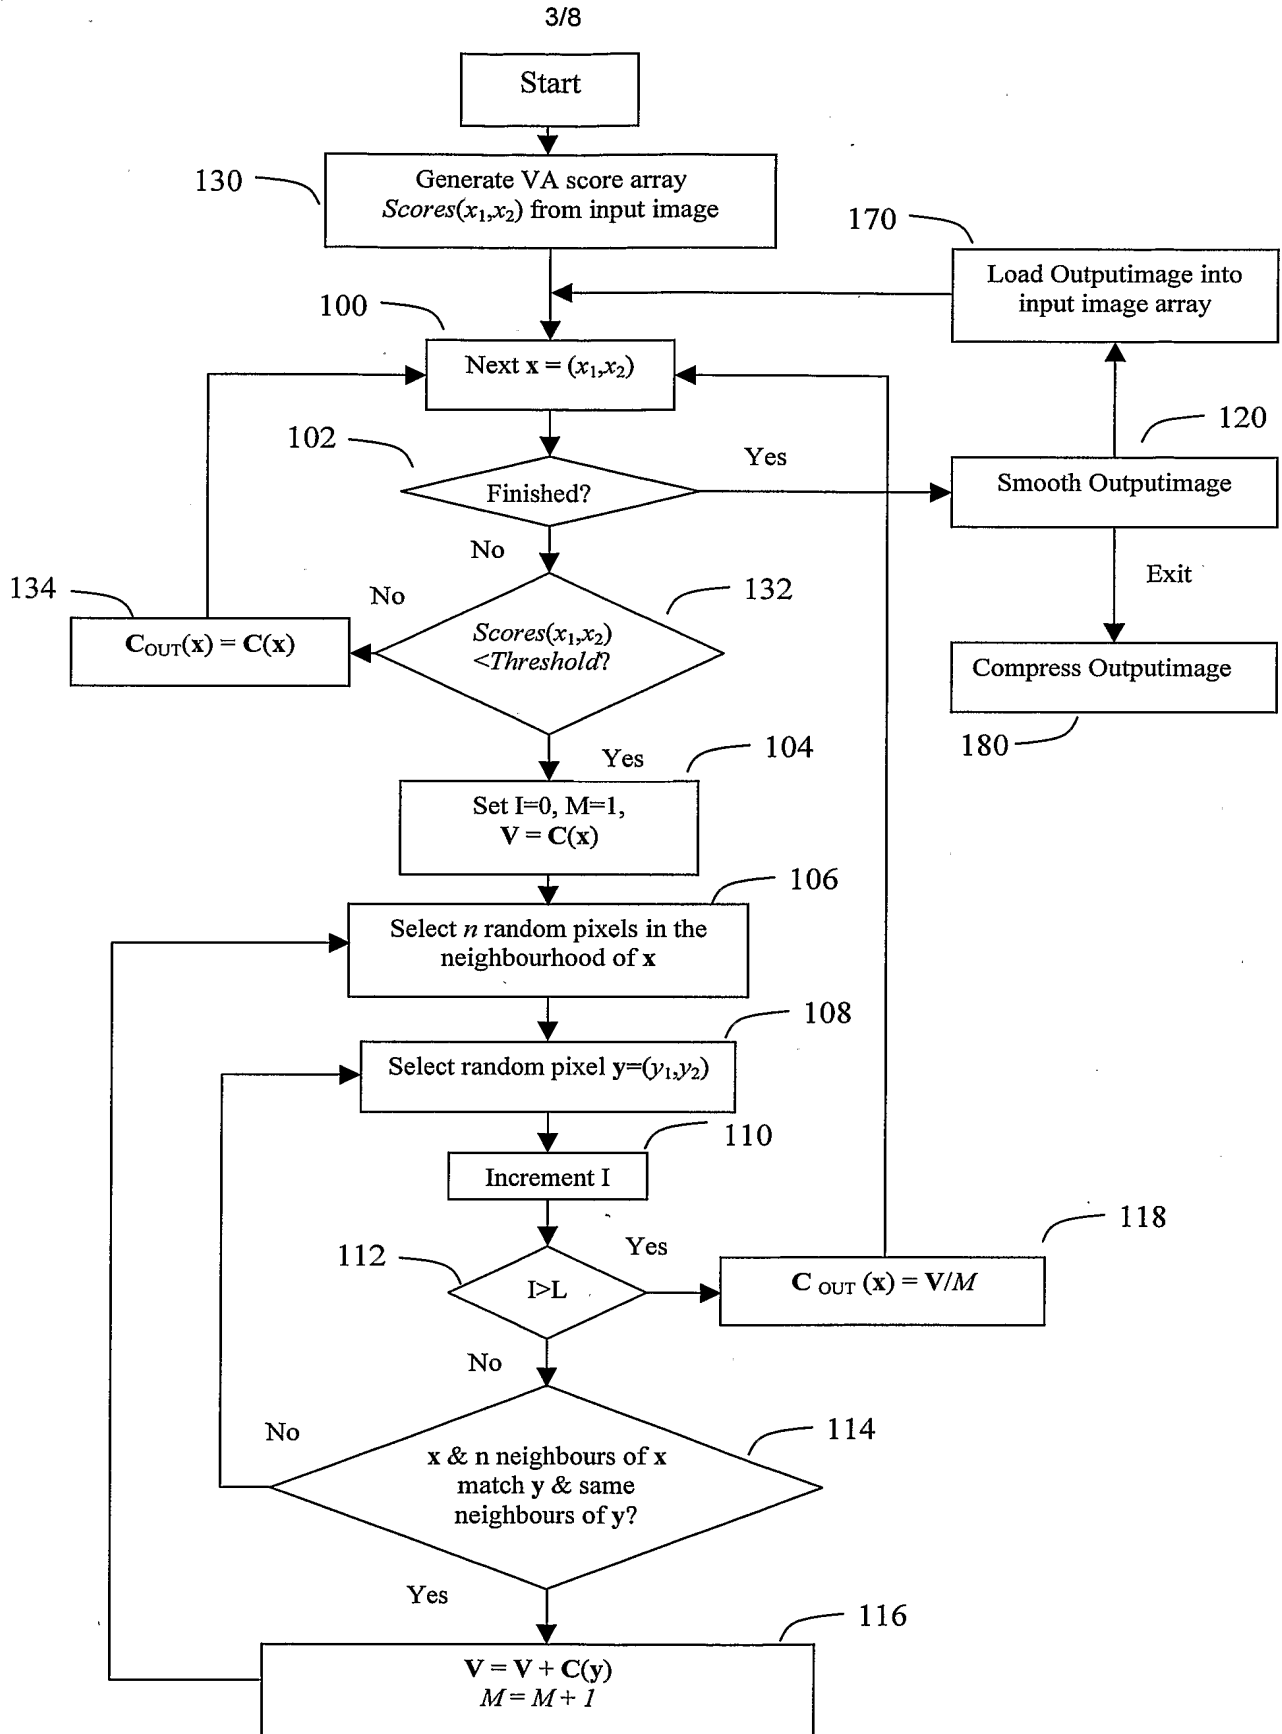 3/8
Start
130
Generate VA score array
Scores(x₁,x₂) from input image
170
Load Outputimage into
input image array
100
Next x = (x₁,x₂)
102
Finished?
Yes
120
Smooth Outputimage
No
Exit
134
C_OUT(x) = C(x)
No
132
Scores(x₁,x₂)
<Threshold?
Compress Outputimage
180
Yes
104
Set I=0, M=1,
V = C(x)
106
Select n random pixels in the
neighbourhood of x
108
Select random pixel y=(y₁,y₂)
110
Increment I
112
I>L
Yes
118
C OUT (x) = V/M
No
No
114
x & n neighbours of x
match y & same
neighbours of y?
Yes
116
V = V + C(y)
M = M + 1